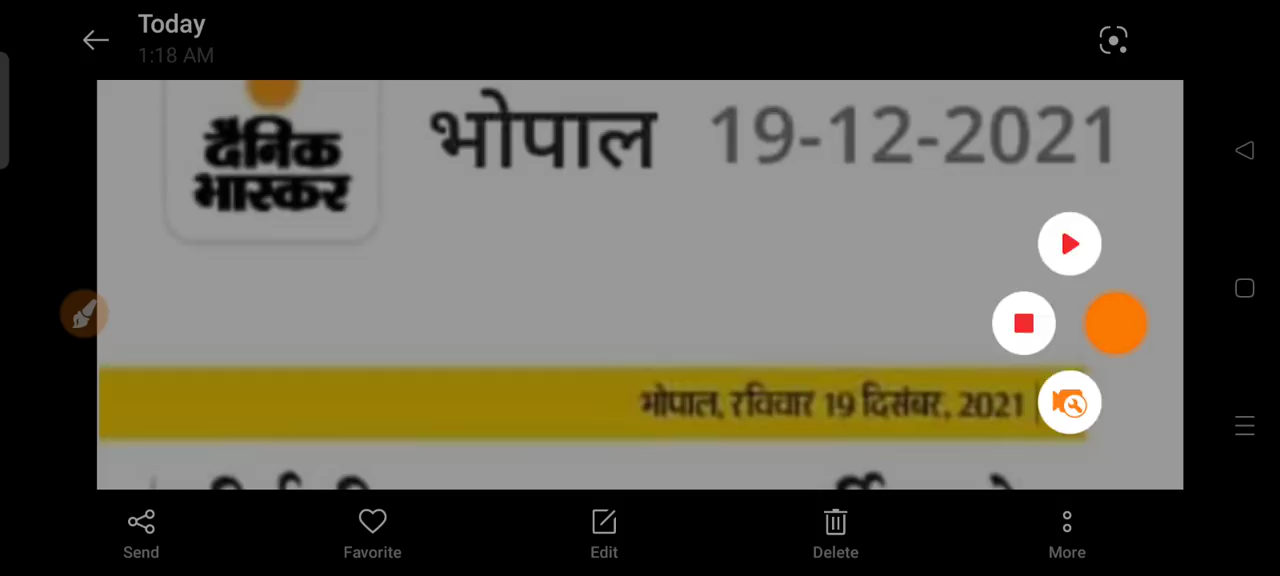 Today
1:18 AM
दैनिक
भास्कर
भोपाल 19-12-2021
भोपाल, रविवार 19 दिसंबर, 2021
Send
Favorite
Edit
Delete
More